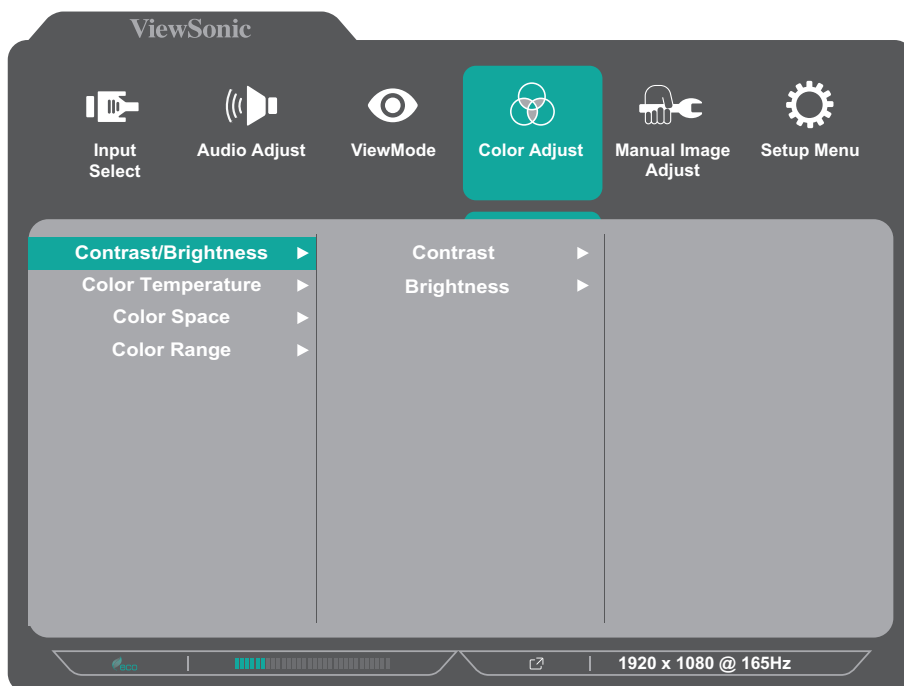 ViewSonic
Input
Select
Audio Adjust
ViewMode
Color Adjust
Manual Image
Adjust
Setup Menu
Contrast/Brightness
Color Temperature
Color Space
Color Range
Contrast
Brightness
eco
1920 x 1080 @ 165Hz